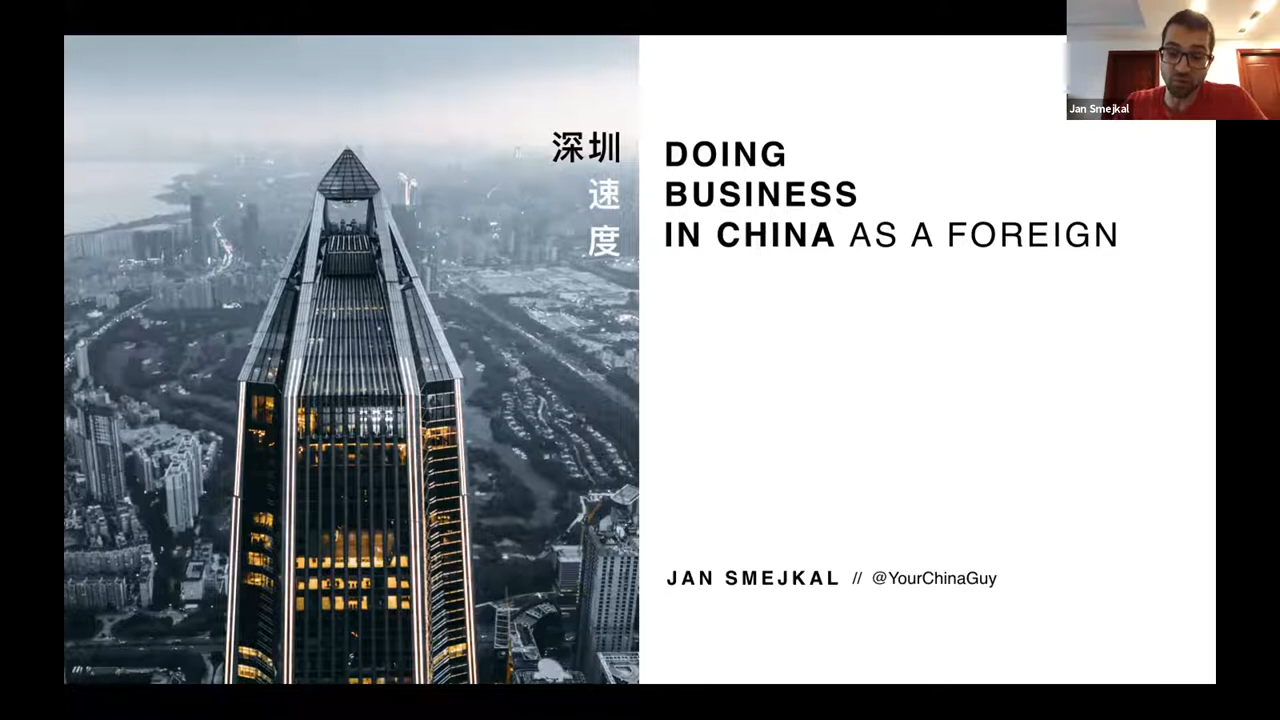 深圳
速
度
DOING
BUSINESS
IN CHINA AS A FOREIGN
JAN SMEJKAL // @YourChinaGuy
Jan Smejkal